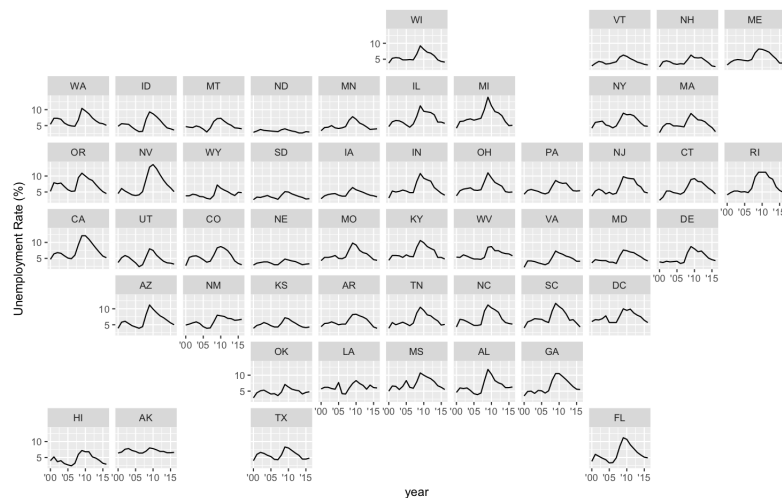 WI VT NH ME
10
5
'00 '05 '10 '15
WA ID MT ND MN IL MI NY MA
10
5
OR NV WY SD IA IN OH PA NJ CT RI
10
5
'00 '05 '10 '15
CA UT CO NE MO KY WV VA MD DE
10
5
'00 '05 '10 '15
AZ NM KS AR TN NC SC DC
10
5
'00 '05 '10 '15
OK LA MS AL GA
10
5
'00 '05 '10 '15 '00 '05 '10 '15 '00 '05 '10 '15 '00 '05 '10 '15
HI AK TX FL
10
5
'00 '05 '10 '15 '00 '05 '10 '15 '00 '05 '10 '15 '00 '05 '10 '15
Unemployment Rate (%)
year